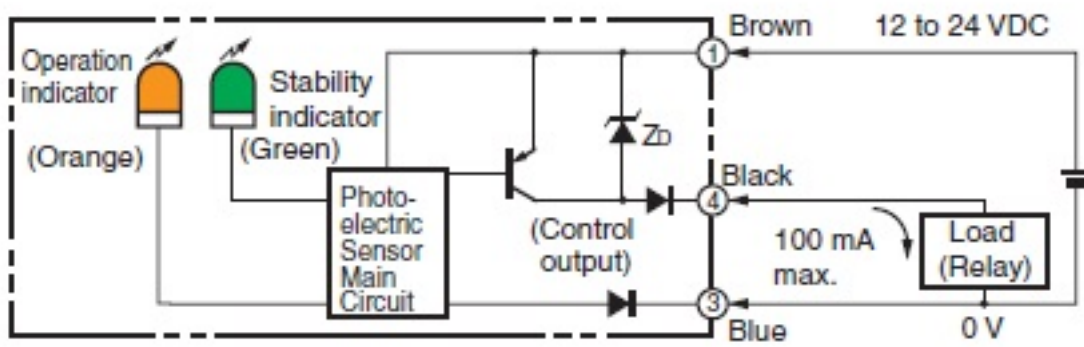 Brown
12 to 24 VDC
1
Operation
indicator
(Orange)
Stability
indicator
(Green)
ZD
Photo-
electric
Sensor
Main
Circuit
(Control
output)
Black
4
100 mA
max.
Load
(Relay)
3
Blue
0 V